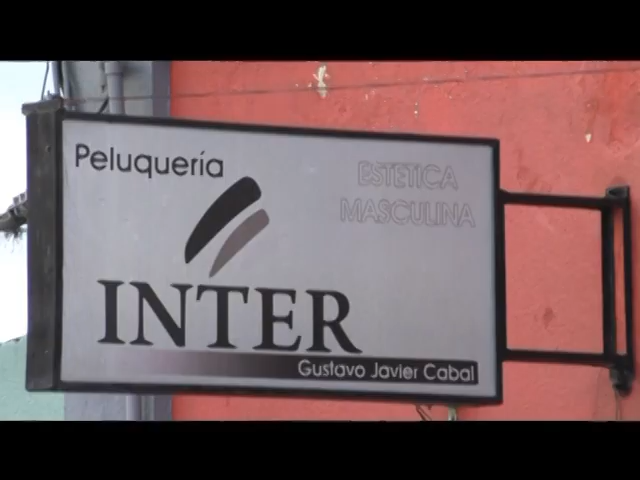 Peluquería
ESTETICA
MASCULINA
INTER
Gustavo Javier Cabal